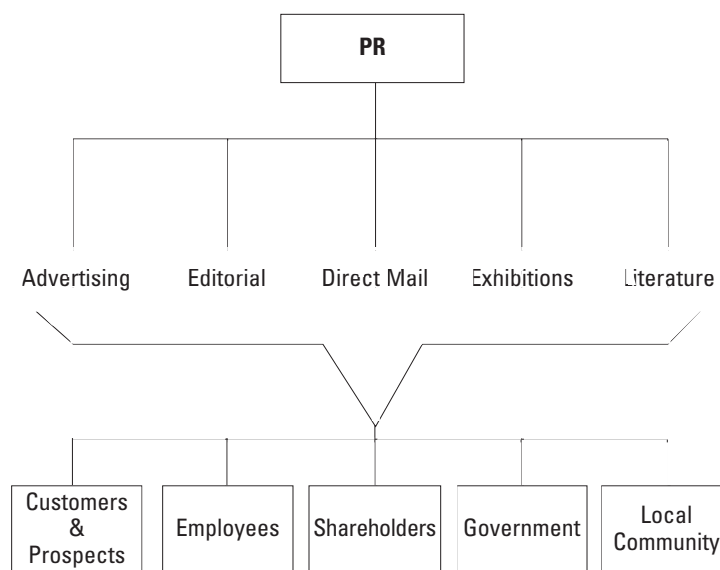 PR
Advertising
Editorial
Direct Mail
Exhibitions
Literature
Customers
&
Prospects
Employees
Shareholders
Government
Local
Community